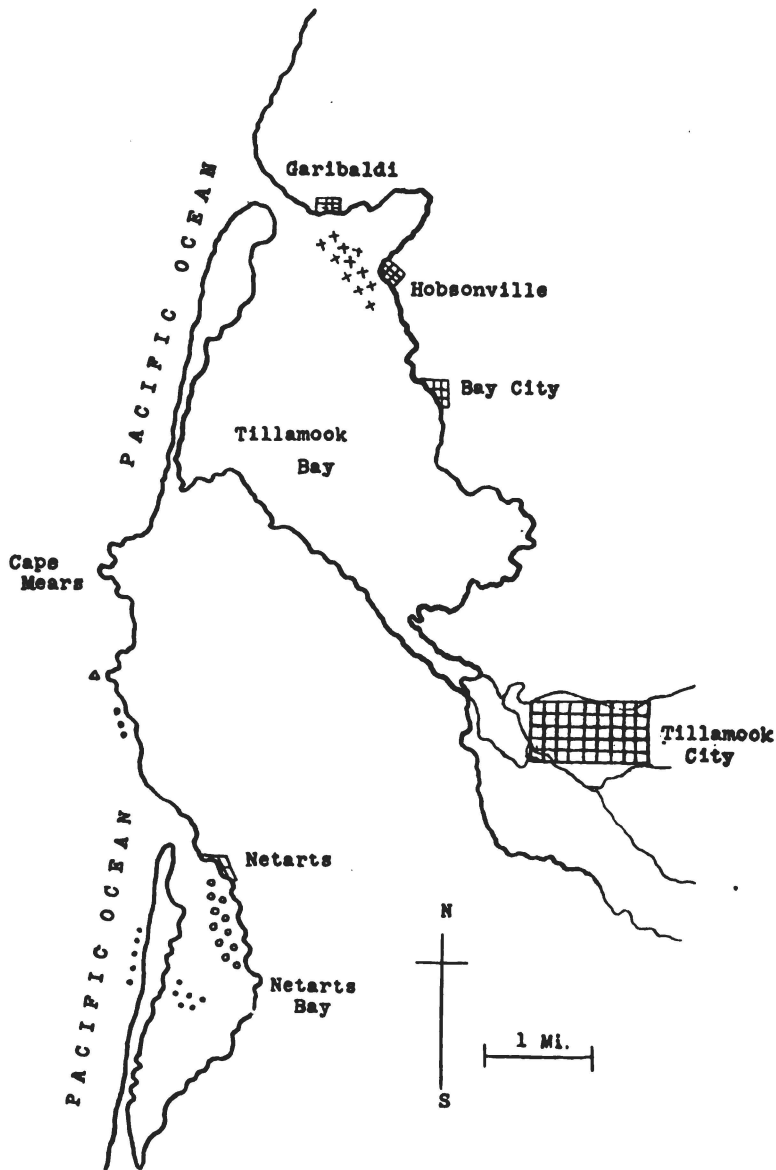 Garibaldi
PACIFIC OCEAN
Hobsonville
Bay City
Tillamook
Bay
Cape
Mears
Tillamook
City
PACIFIC OCEAN
Netarts
N
Netarts
Bay
1 Mi.
S